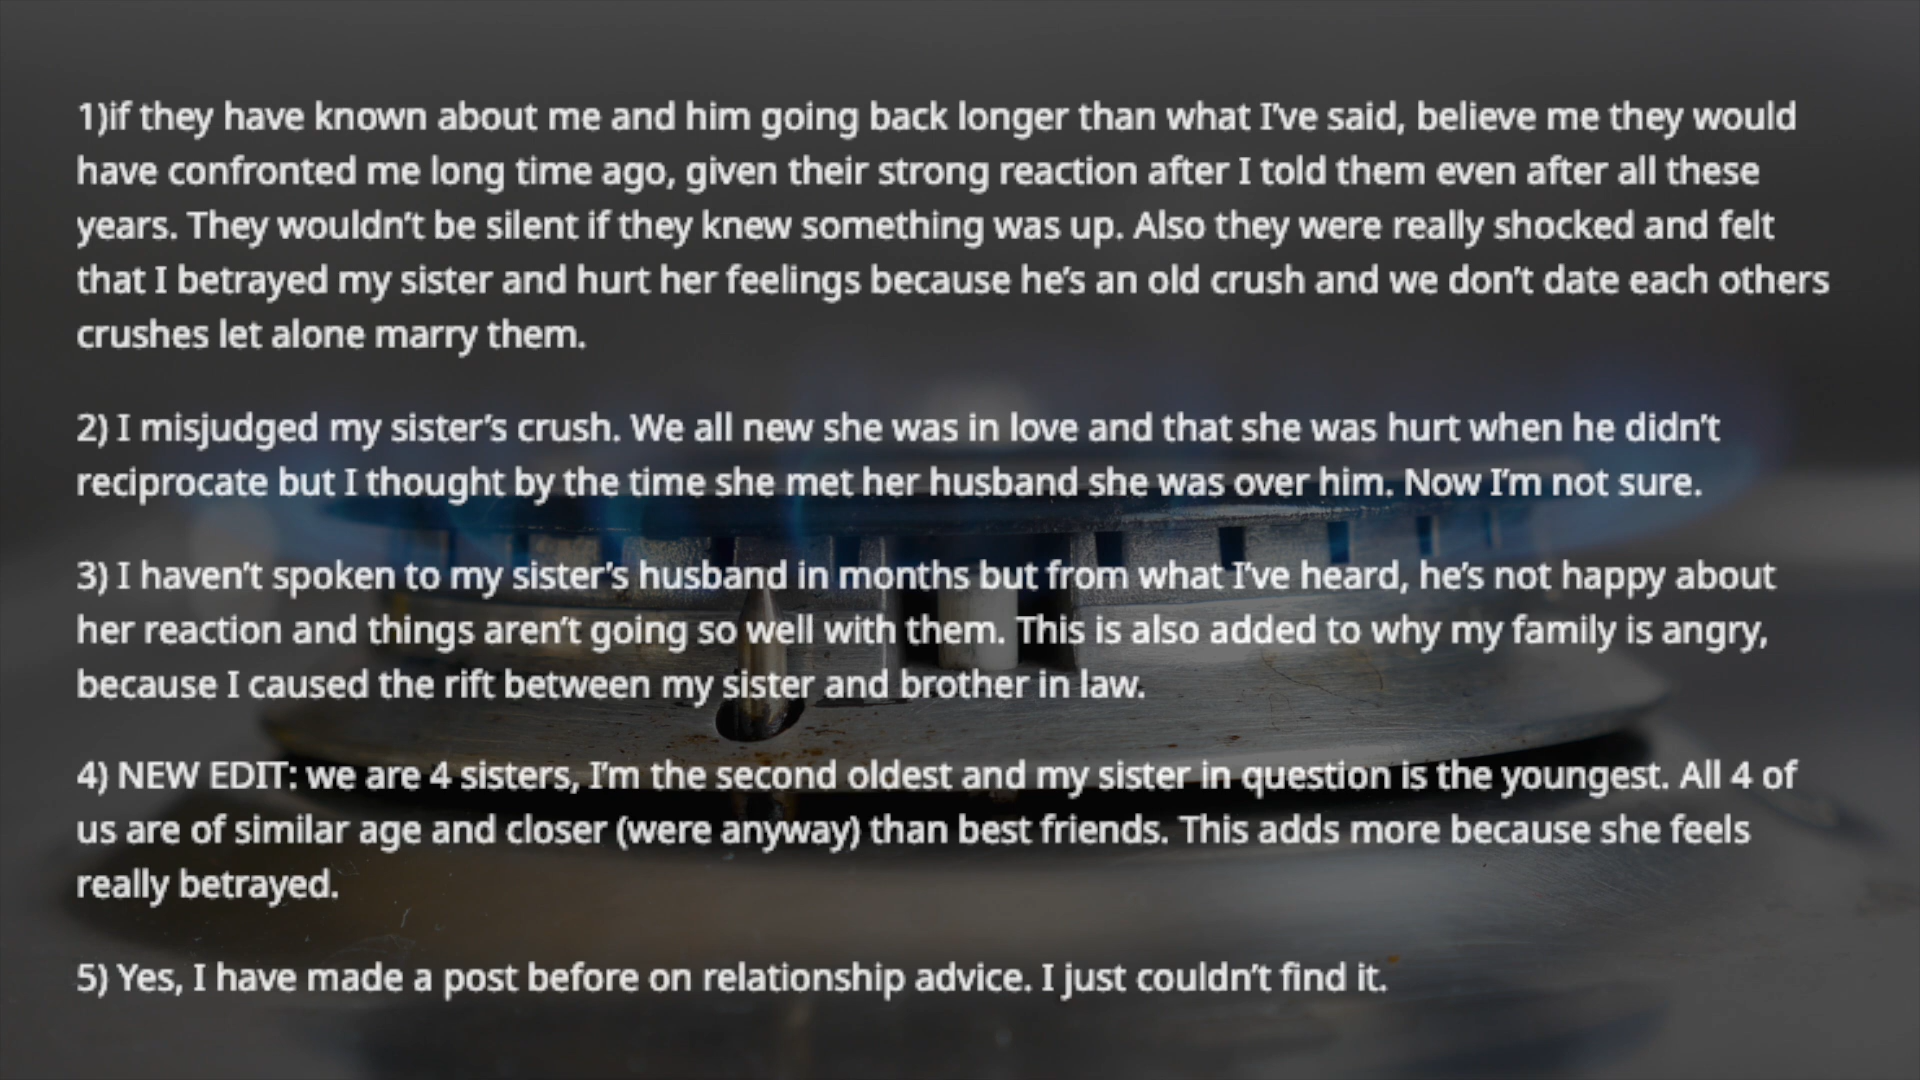 1)if they have known about me and him going back longer than what I've said, believe me they would
have confronted me long time ago, given their strong reaction after I told them even after all these
years. They wouldn't be silent if they knew something was up. Also they were really shocked and felt
that I betrayed my sister and hurt her feelings because he's an old crush and we don't date each others
crushes let alone marry them.
2) I misjudged my sister's crush. We all new she was in love and that she was hurt when he didn't
reciprocate but I thought by the time she met her husband she was over him. Now I'm not sure.
3) I haven't spoken to my sister's husband in months but from what I've heard, he's not happy about
her reaction and things aren't going so well with them. This is also added to why my family is angry,
because I caused the rift between my sister and brother in law.
4) NEW EDIT: we are 4 sisters, I'm the second oldest and my sister in question is the youngest. All 4 of
us are of similar age and closer (were anyway) than best friends. This adds more because she feels
really betrayed.
5) Yes, I have made a post before on relationship advice. I just couldn't find it.